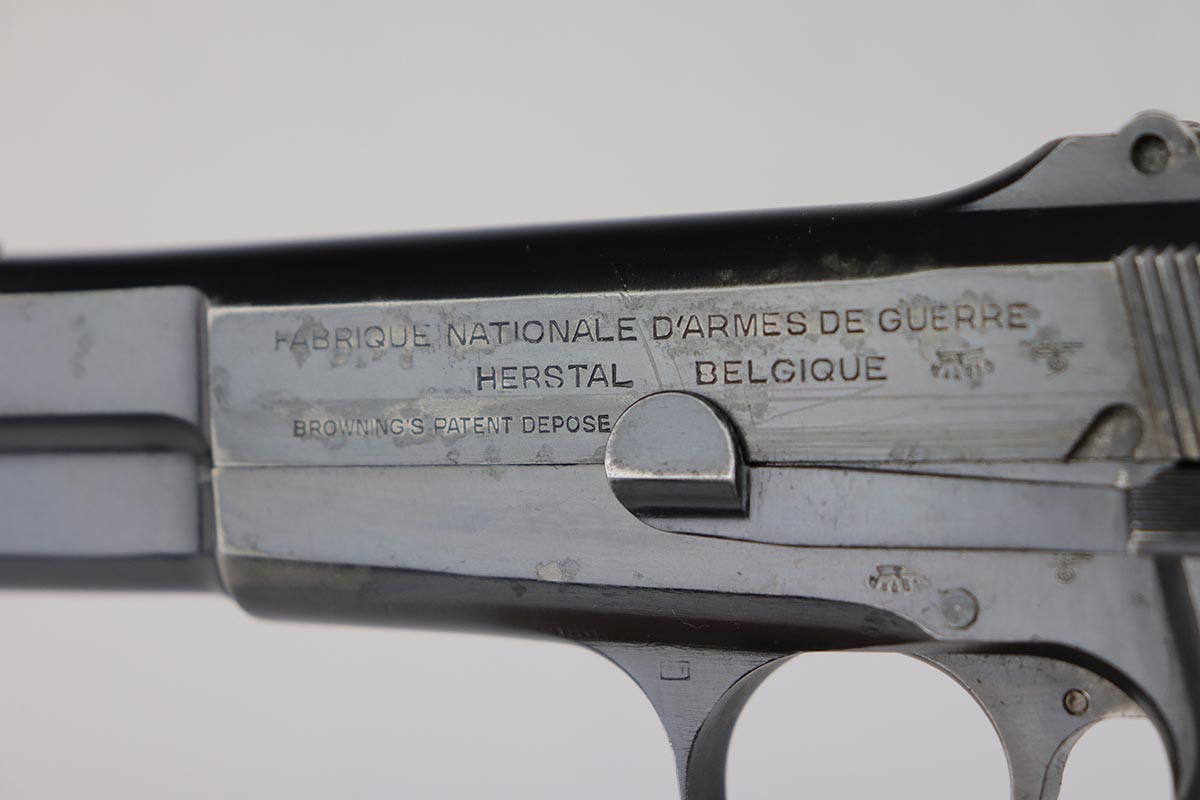 FABRIQUE NATIONALE D'ARMES DE GUERRE
HERSTAL BELGIQUE
BROWNING'S PATENT DEPOSE